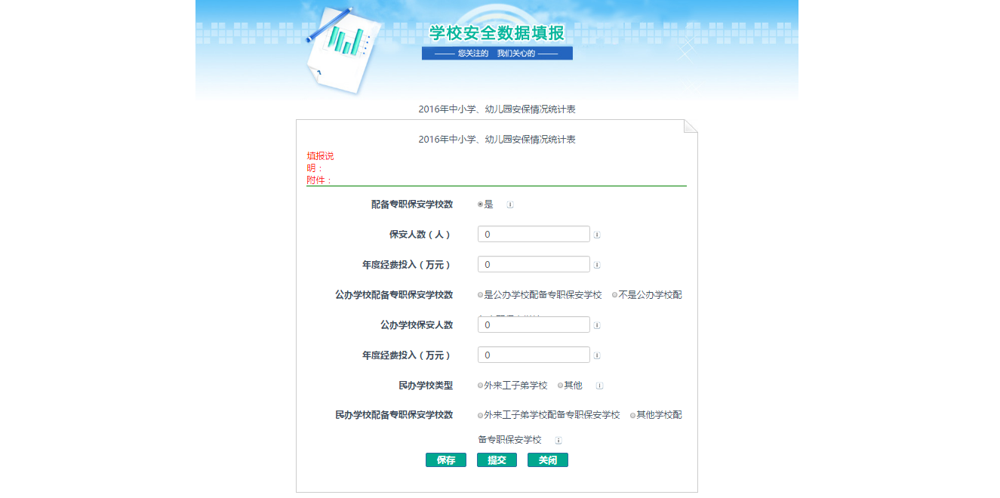 学校安全数据填报
您关注的 我们关心的
2016年中小学、幼儿园安保情况统计表
2016年中小学、幼儿园安保情况统计表
填报说
明：
附件：
配备专职保安学校数 是
保安人数（人） 0
年度经费投入（万元） 0
公办学校配备专职保安学校数 是公办学校配备专职保安学校 不是公办学校配
公办学校保安人数 0
年度经费投入（万元） 0
民办学校类型 外来工子弟学校 其他
民办学校配备专职保安学校数 外来工子弟学校配备专职保安学校 其他学校配
备专职保安学校
保存 提交 关闭